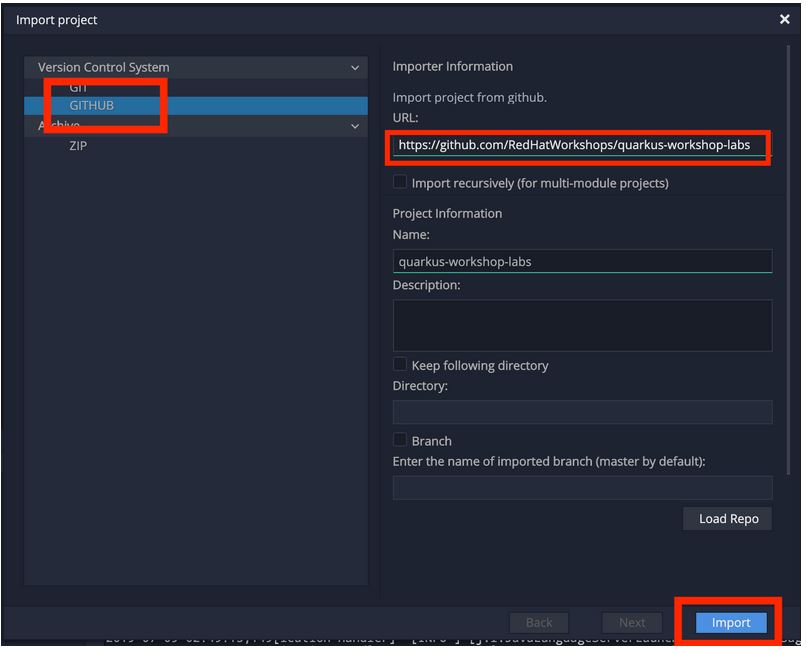 Import project
Version Control System
GIT
GITHUB
Archive
ZIP
Importer Information
Import project from github.
URL:
https://github.com/RedHatWorkshops/quarkus-workshop-labs
Import recursively (for multi-module projects)
Project Information
Name:
quarkus-workshop-labs
Description:
Keep following directory
Directory:
Branch
Enter the name of imported branch (master by default):
Load Repo
Back
Next
Import